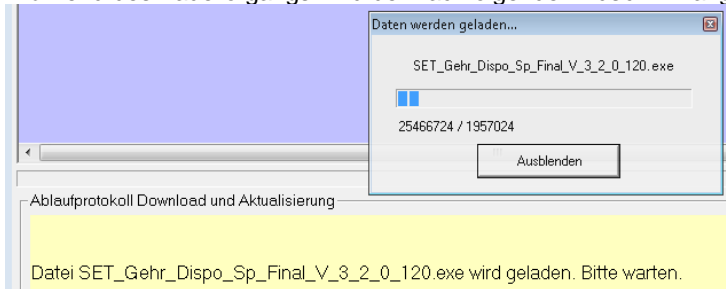 Daten werden geladen...
SET_Gehr_Dispo_Sp_Final_V_3_2_0_120.exe
25466724 / 1957024
Ausblenden
Ablaufprotokoll Download und Aktualisierung
Datei SET_Gehr_Dispo_Sp_Final_V_3_2_0_120.exe wird geladen. Bitte warten.